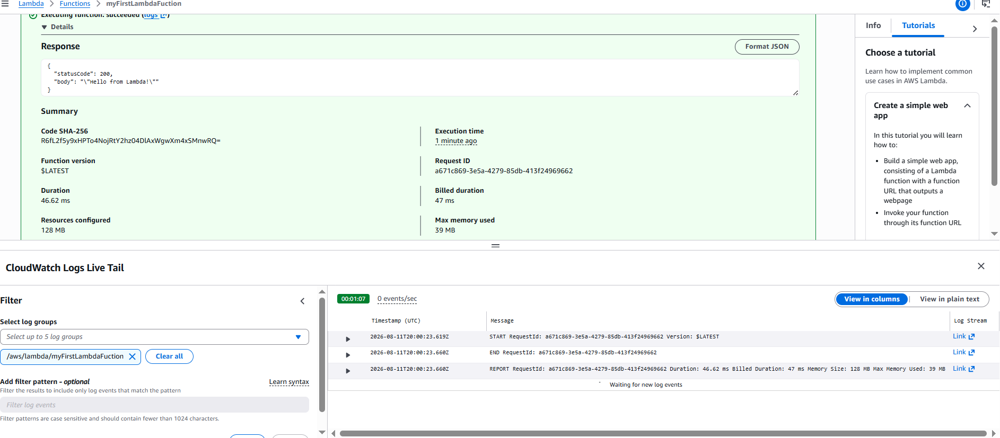 Lambda > Functions > myFirstLambdaFuction
Executing function: succeeded (logs)
Details
Response
Format JSON
{
"statusCode": 200,
"body": "\"Hello from Lambda!\""
}
Summary
Code SHA-256
R6fL2f5y9xHPTo4NojRtY2hz04DlAxWgwXm4xSMnwRQ=
Execution time
1 minute ago
Function version
$LATEST
Request ID
a671c869-3e5a-4279-85db-413f24969662
Duration
46.62 ms
Billed duration
47 ms
Resources configured
128 MB
Max memory used
39 MB
Info
Tutorials
Choose a tutorial
Learn how to implement common
use cases in AWS Lambda.
Create a simple web
app
In this tutorial you will learn
how to:
• Build a simple web app,
consisting of a Lambda
function with a function
URL that outputs a
webpage
• Invoke your function
through its function URL
CloudWatch Logs Live Tail
Filter
Select log groups
Select up to 5 log groups
/aws/lambda/myFirstLambdaFuction
Clear all
Add filter pattern - optional
Learn syntax
Filter the results to include only log events that match the pattern
Filter log events
Filter patterns are case sensitive and should contain fewer than 1024 characters.
00:01:07
0 events/sec
View in columns
View in plain text
Timestamp (UTC) Message Log Stream
2026-08-11T20:00:23.619Z START RequestId: a671c869-3e5a-4279-85db-413f24969662 Version: $LATEST Link
2026-08-11T20:00:23.660Z END RequestId: a671c869-3e5a-4279-85db-413f24969662 Link
2026-08-11T20:00:23.660Z REPORT RequestId: a671c869-3e5a-4279-85db-413f24969662 Duration: 46.62 ms Billed Duration: 47 ms Memory Size: 128 MB Max Memory Used: 39 MB Link
Waiting for new log events